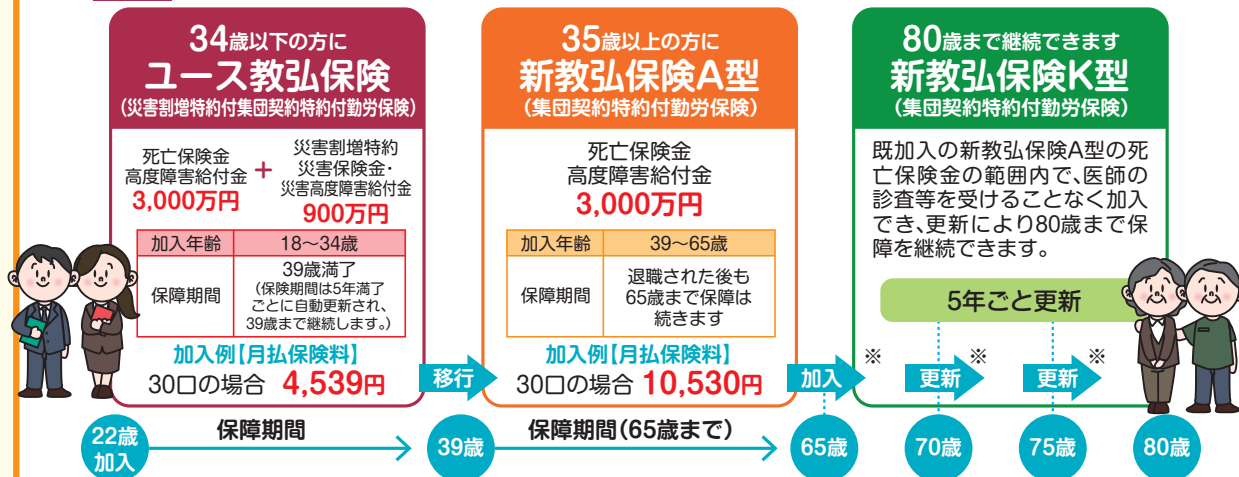 34歳以下の方に
ユース教弘保険
(災害割増特約付集団契約特約付勤労保険)
死亡保険金
高度障害給付金
3,000万円
+
災害割増特約
災害保険金・
災害高度障害給付金
900万円
加入年齢 18〜34歳
保障期間
39歳満了
(保険期間は5年満了
ごとに自動更新され、
39歳まで継続します。)
加入例【月払保険料】
30口の場合 4,539円
移行
35歳以上の方に
新教弘保険A型
(集団契約特約付勤労保険)
死亡保険金
高度障害給付金
3,000万円
加入年齢 39〜65歳
保障期間
退職された後も
65歳まで保障は
続きます
加入例【月払保険料】
30口の場合 10,530円
加入
80歳まで継続できます
新教弘保険K型
(集団契約特約付勤労保険)
既加入の新教弘保険A型の死
亡保険金の範囲内で、医師の
診査等を受けることなく加入
でき、更新により80歳まで保
障を継続できます。
5年ごと更新
※
更新
※
更新
※
22歳
加入
保障期間
39歳
保障期間(65歳まで)
65歳
70歳
75歳
80歳